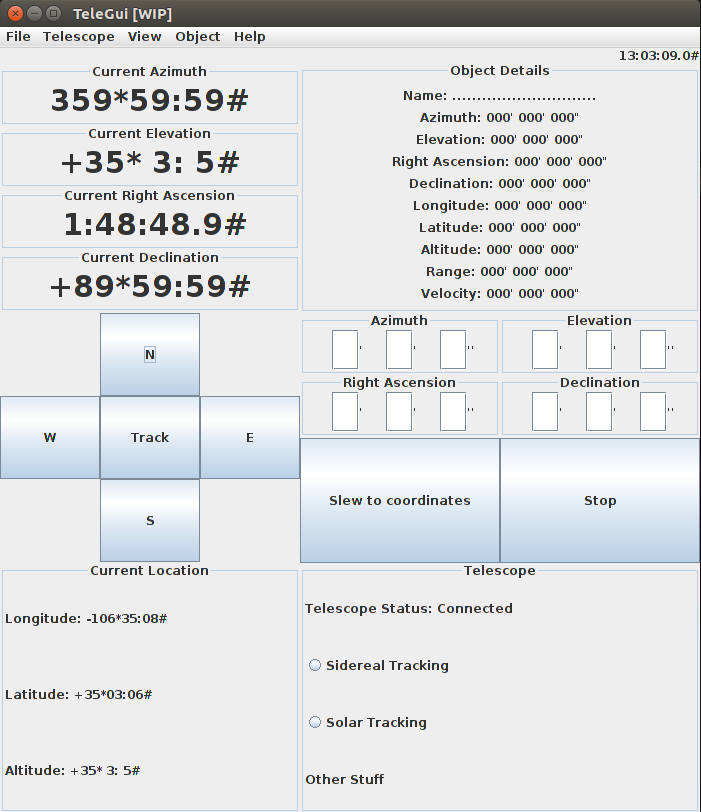 TeleGui [WIP]
File Telescope View Object Help
13:03:09.0#
Current Azimuth
359*59:59#
Current Elevation
+35* 3: 5#
Current Right Ascension
1:48:48.9#
Current Declination
+89*59:59#
Object Details
Name: .............................
Azimuth: 000' 000' 000"
Elevation: 000' 000' 000"
Right Ascension: 000' 000' 000"
Declination: 000' 000' 000"
Longitude: 000' 000' 000"
Latitude: 000' 000' 000"
Altitude: 000' 000' 000"
Range: 000' 000' 000"
Velocity: 000' 000' 000"
N
W Track E
S
Azimuth Elevation
' ' '' ' ' ''
Right Ascension Declination
' ' '' ' ' ''
Slew to coordinates Stop
Current Location
Longitude: -106*35:08#
Latitude: +35*03:06#
Altitude: +35* 3: 5#
Telescope
Telescope Status: Connected
Sidereal Tracking
Solar Tracking
Other Stuff